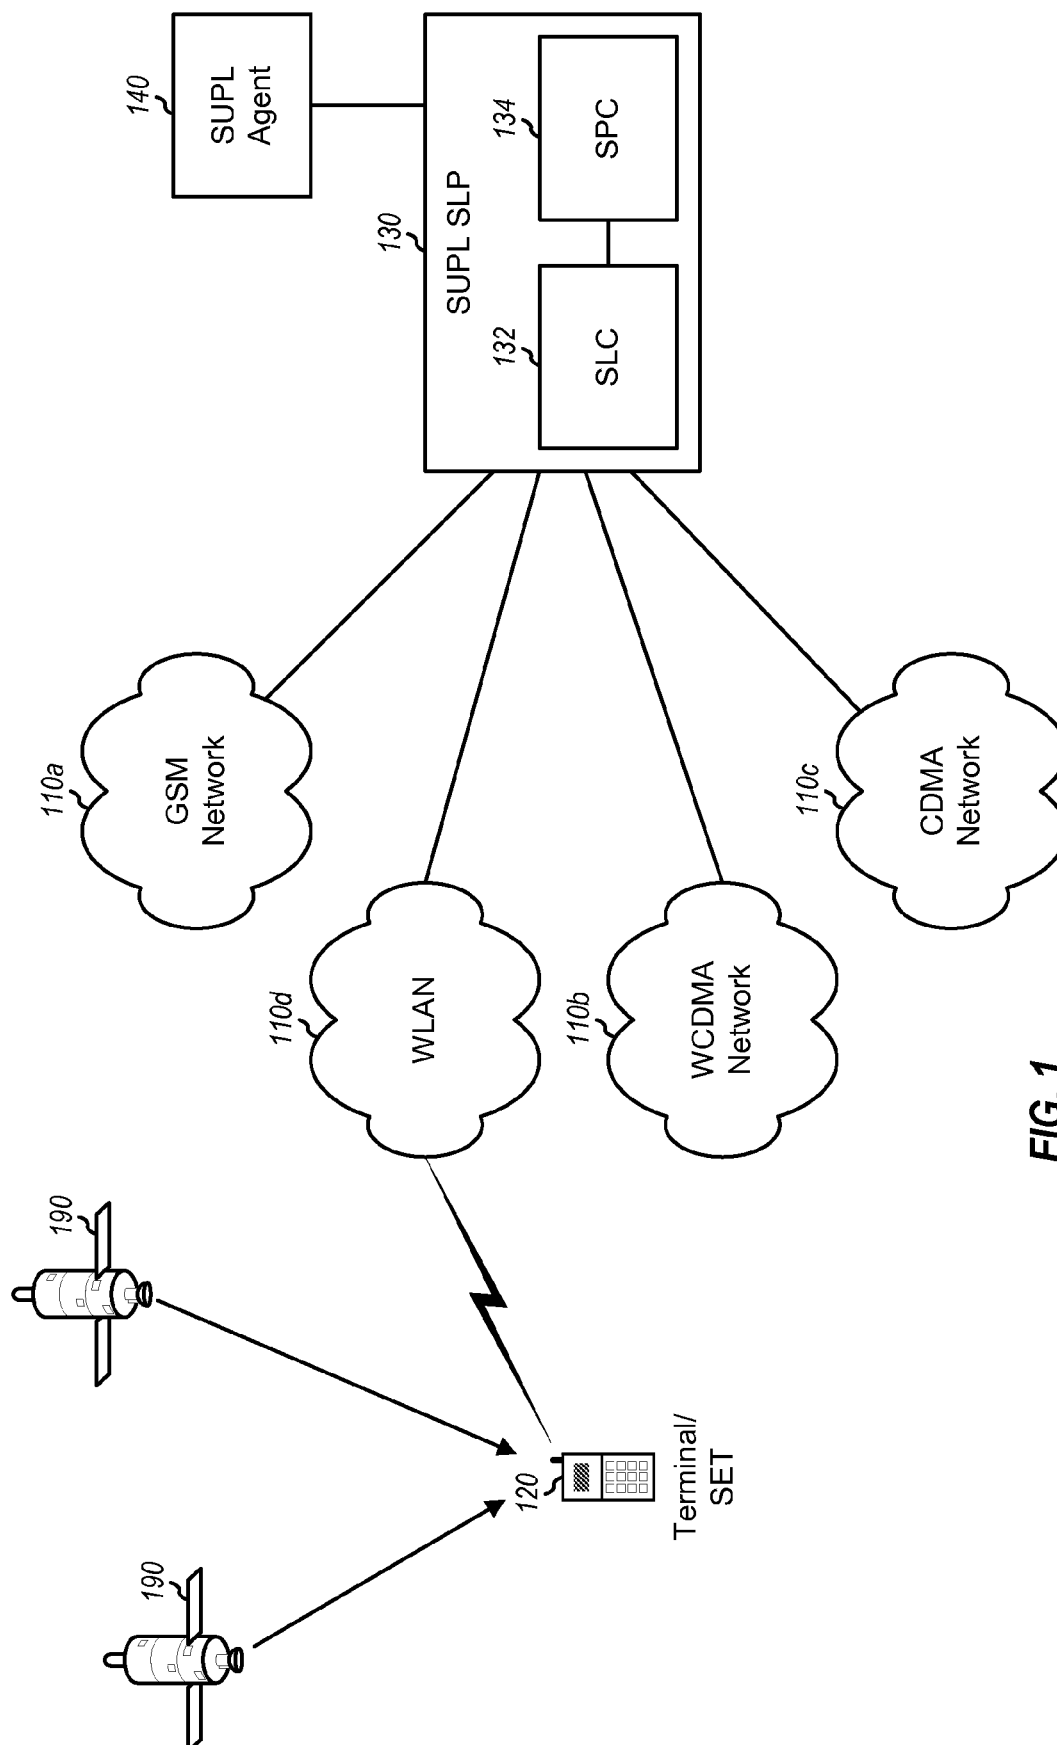 190
190
120
Terminal/
SET
110a
GSM
Network
110d
WLAN
110b
WCDMA
Network
110c
CDMA
Network
140
SUPL
Agent
130
SUPL SLP
132
SLC
134
SPC
FIG. 1